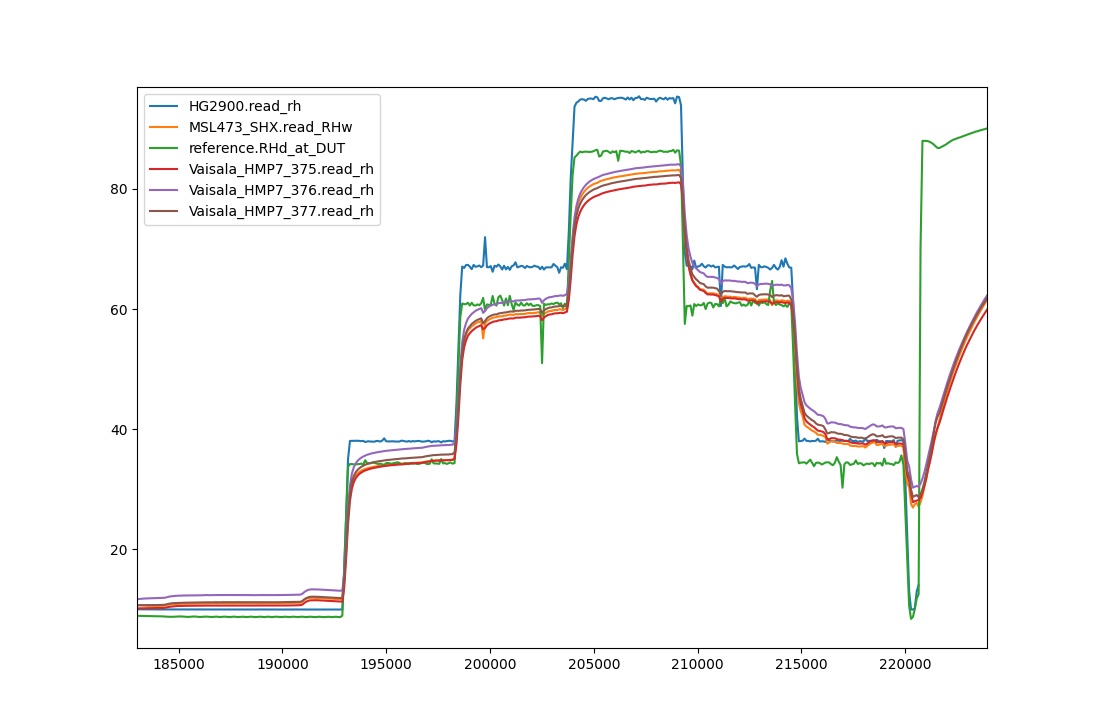 HG2900.read_rh
MSL473_SHX.read_RHw
reference.RHd_at_DUT
Vaisala_HMP7_375.read_rh
Vaisala_HMP7_376.read_rh
Vaisala_HMP7_377.read_rh
80
60
40
20
185000 190000 195000 200000 205000 210000 215000 220000